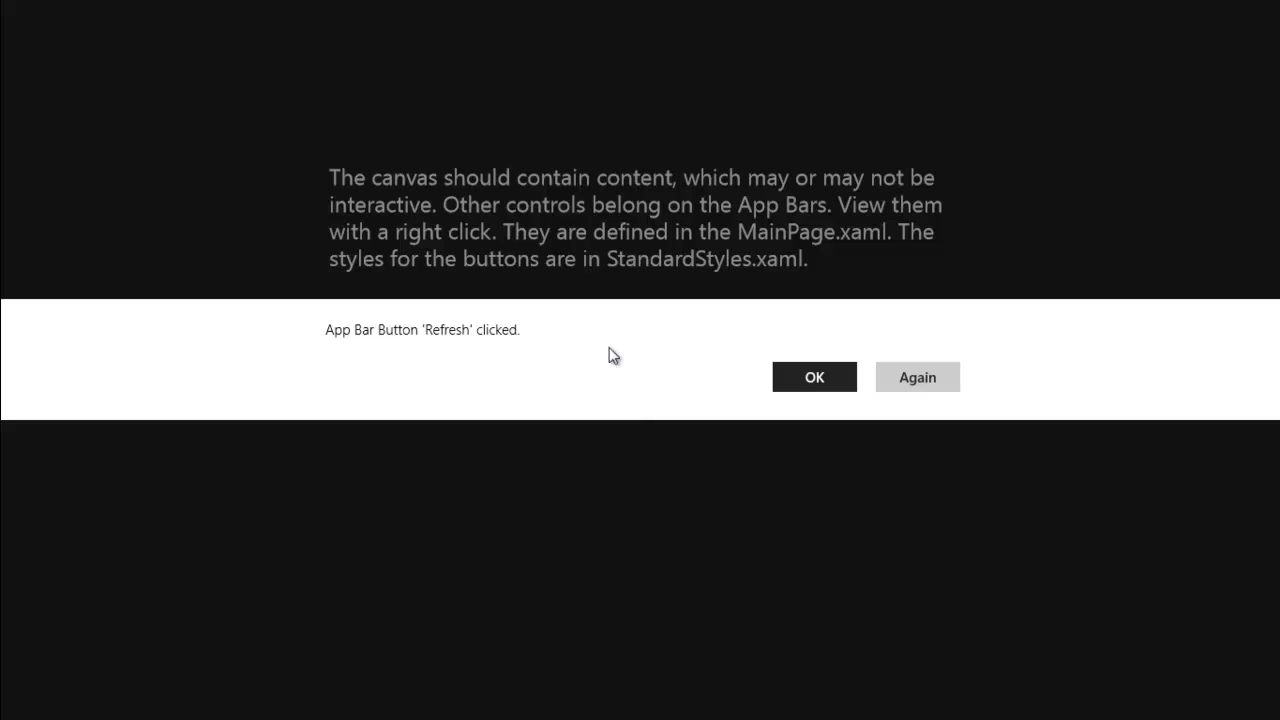 The canvas should contain content, which may or may not be
interactive. Other controls belong on the App Bars. View them
with a right click. They are defined in the MainPage.xaml. The
styles for the buttons are in StandardStyles.xaml.
App Bar Button 'Refresh' clicked.
OK
Again